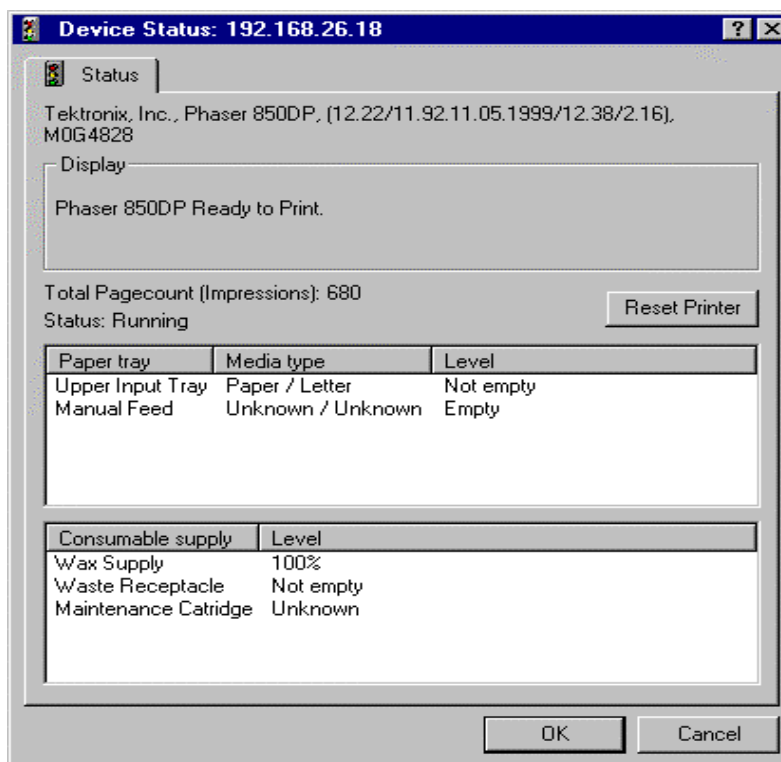 Device Status: 192.168.26.18
Status
Tektronix, Inc., Phaser 850DP, (12.22/11.92.11.05.1999/12.38/2.16),
M0G4828
Display
Phaser 850DP Ready to Print.
Total Pagecount (Impressions): 680
Reset Printer
Status: Running
Paper tray Media type Level
Upper Input Tray Paper / Letter Not empty
Manual Feed Unknown / Unknown Empty
Consumable supply Level
Wax Supply 100%
Waste Receptacle Not empty
Maintenance Catridge Unknown
OK Cancel